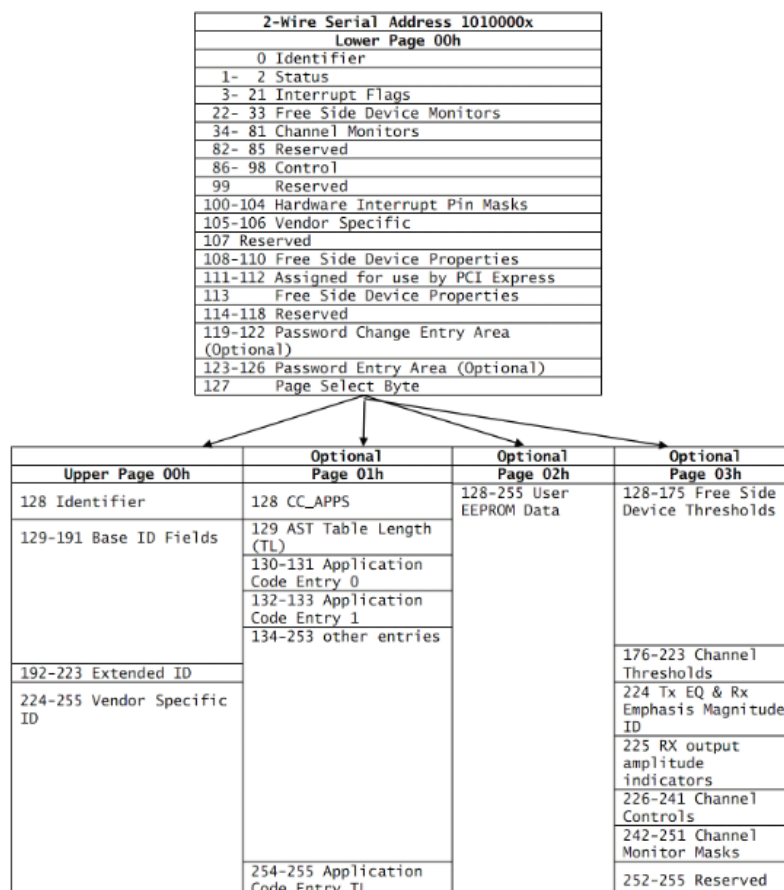 2-Wire Serial Address 1010000x
Lower Page 00h
0 Identifier
1- 2 Status
3- 21 Interrupt Flags
22- 33 Free Side Device Monitors
34- 81 Channel Monitors
82- 85 Reserved
86- 98 Control
99 Reserved
100-104 Hardware Interrupt Pin Masks
105-106 Vendor Specific
107 Reserved
108-110 Free Side Device Properties
111-112 Assigned for use by PCI Express
113 Free Side Device Properties
114-118 Reserved
119-122 Password Change Entry Area
(Optional)
123-126 Password Entry Area (Optional)
127 Page Select Byte
Upper Page 00h
128 Identifier
129-191 Base ID Fields
192-223 Extended ID
224-255 Vendor Specific
ID
Optional
Page 01h
128 CC_APPS
129 AST Table Length
(TL)
130-131 Application
Code Entry 0
132-133 Application
Code Entry 1
134-253 other entries
254-255 Application
Code Entry TL
Optional
Page 02h
128-255 User
EEPROM Data
Optional
Page 03h
128-175 Free Side
Device Thresholds
176-223 Channel
Thresholds
224 Tx EQ & Rx
Emphasis Magnitude
ID
225 RX output
amplitude
indicators
226-241 Channel
Controls
242-251 Channel
Monitor Masks
252-255 Reserved